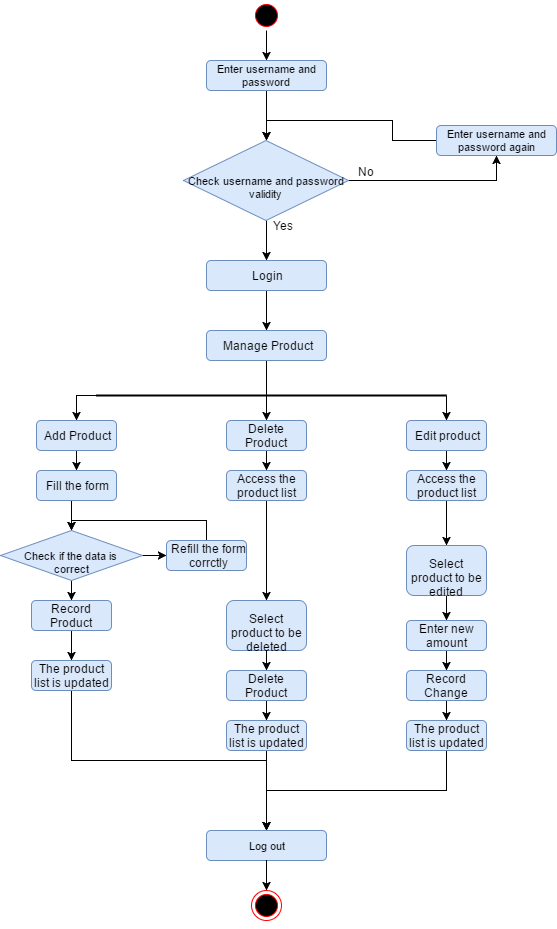 Enter username and
password
Enter username and
password again
No
Check username and password
validity
Yes
Login
Manage Product
Add Product
Delete
Product
Edit product
Fill the form
Access the
product list
Access the
product list
Check if the data is
correct
Refill the form
corrctly
Select
product to be
edited
Record
Product
Select
product to be
deleted
Enter new
amount
The product
list is updated
Delete
Product
Record
Change
The product
list is updated
The product
list is updated
Log out